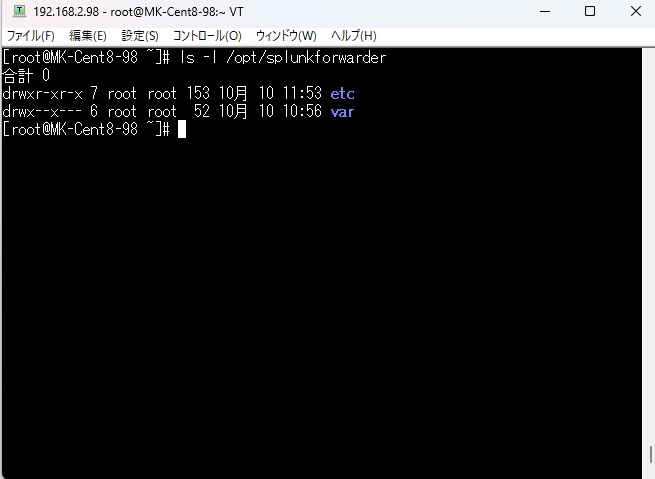 192.168.2.98 - root@MK-Cent8-98:~ VT
ファイル(F) 編集(E) 設定(S) コントロール(O) ウィンドウ(W) ヘルプ(H)
[root@MK-Cent8-98 ~]# ls -l /opt/splunkforwarder
合計 0
drwxr-xr-x 7 root root 153 10月 10 11:53 etc
drwx--x--- 6 root root  52 10月 10 10:56 var
[root@MK-Cent8-98 ~]#